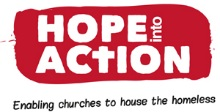 HOPE into
ACTION
Enabling churches to house the homeless